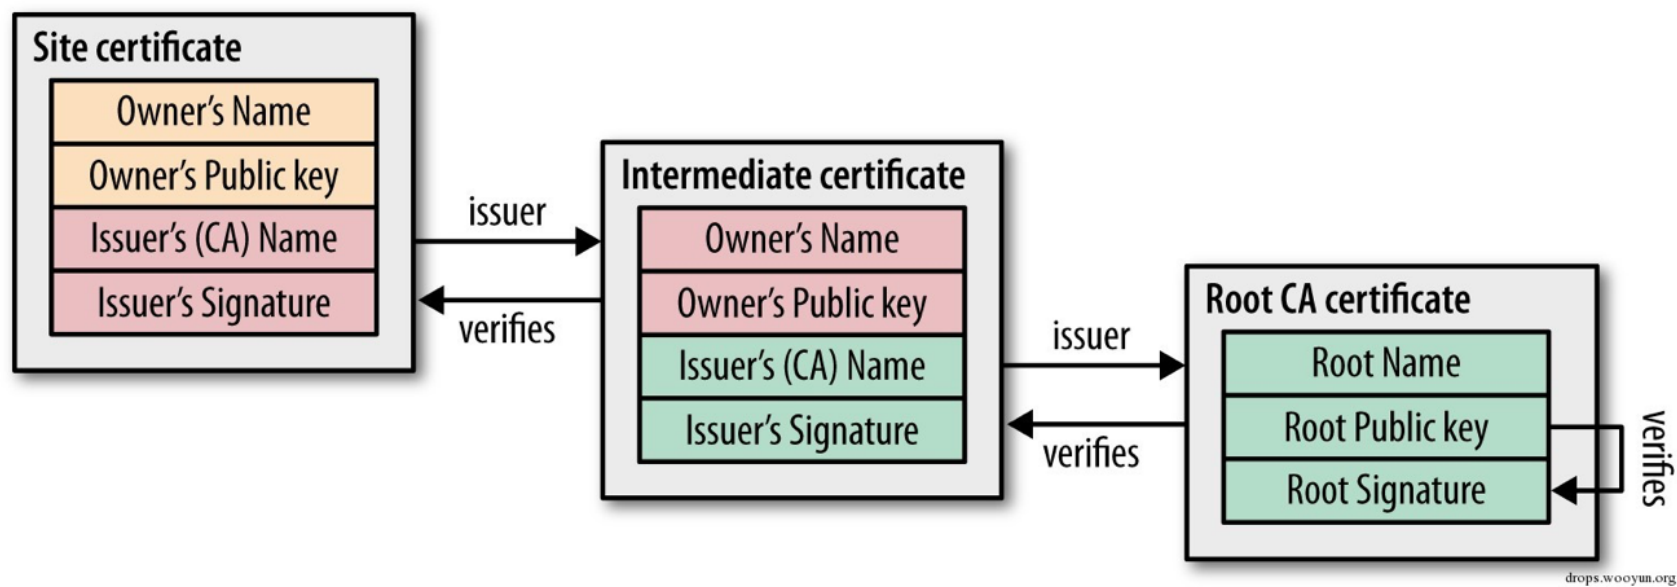 Site certificate
Owner's Name
Owner's Public key
Issuer's (CA) Name
Issuer's Signature
issuer
verifies
Intermediate certificate
Owner's Name
Owner's Public key
Issuer's (CA) Name
Issuer's Signature
issuer
verifies
Root CA certificate
Root Name
Root Public key
Root Signature
verifies
drops.wooyun.org